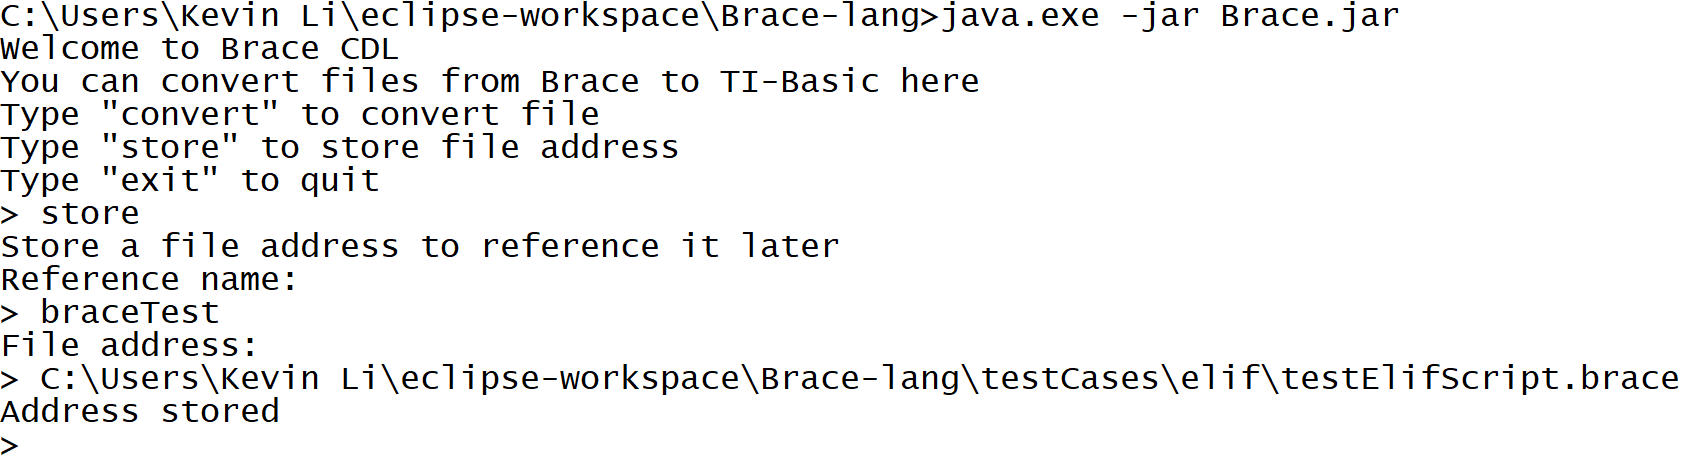 C:\Users\Kevin Li\eclipse-workspace\Brace-lang>java.exe -jar Brace.jar
Welcome to Brace CDL
You can convert files from Brace to TI-Basic here
Type "convert" to convert file
Type "store" to store file address
Type "exit" to quit
> store
Store a file address to reference it later
Reference name:
> braceTest
File address:
> C:\Users\Kevin Li\eclipse-workspace\Brace-lang\testCases\elif\testElifScript.brace
Address stored
>